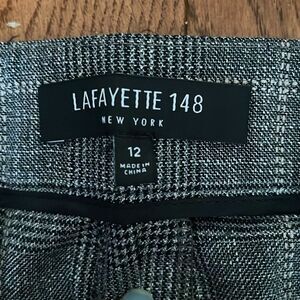 LAFAYETTE 148
NEW YORK
12
MADE IN
CHINA